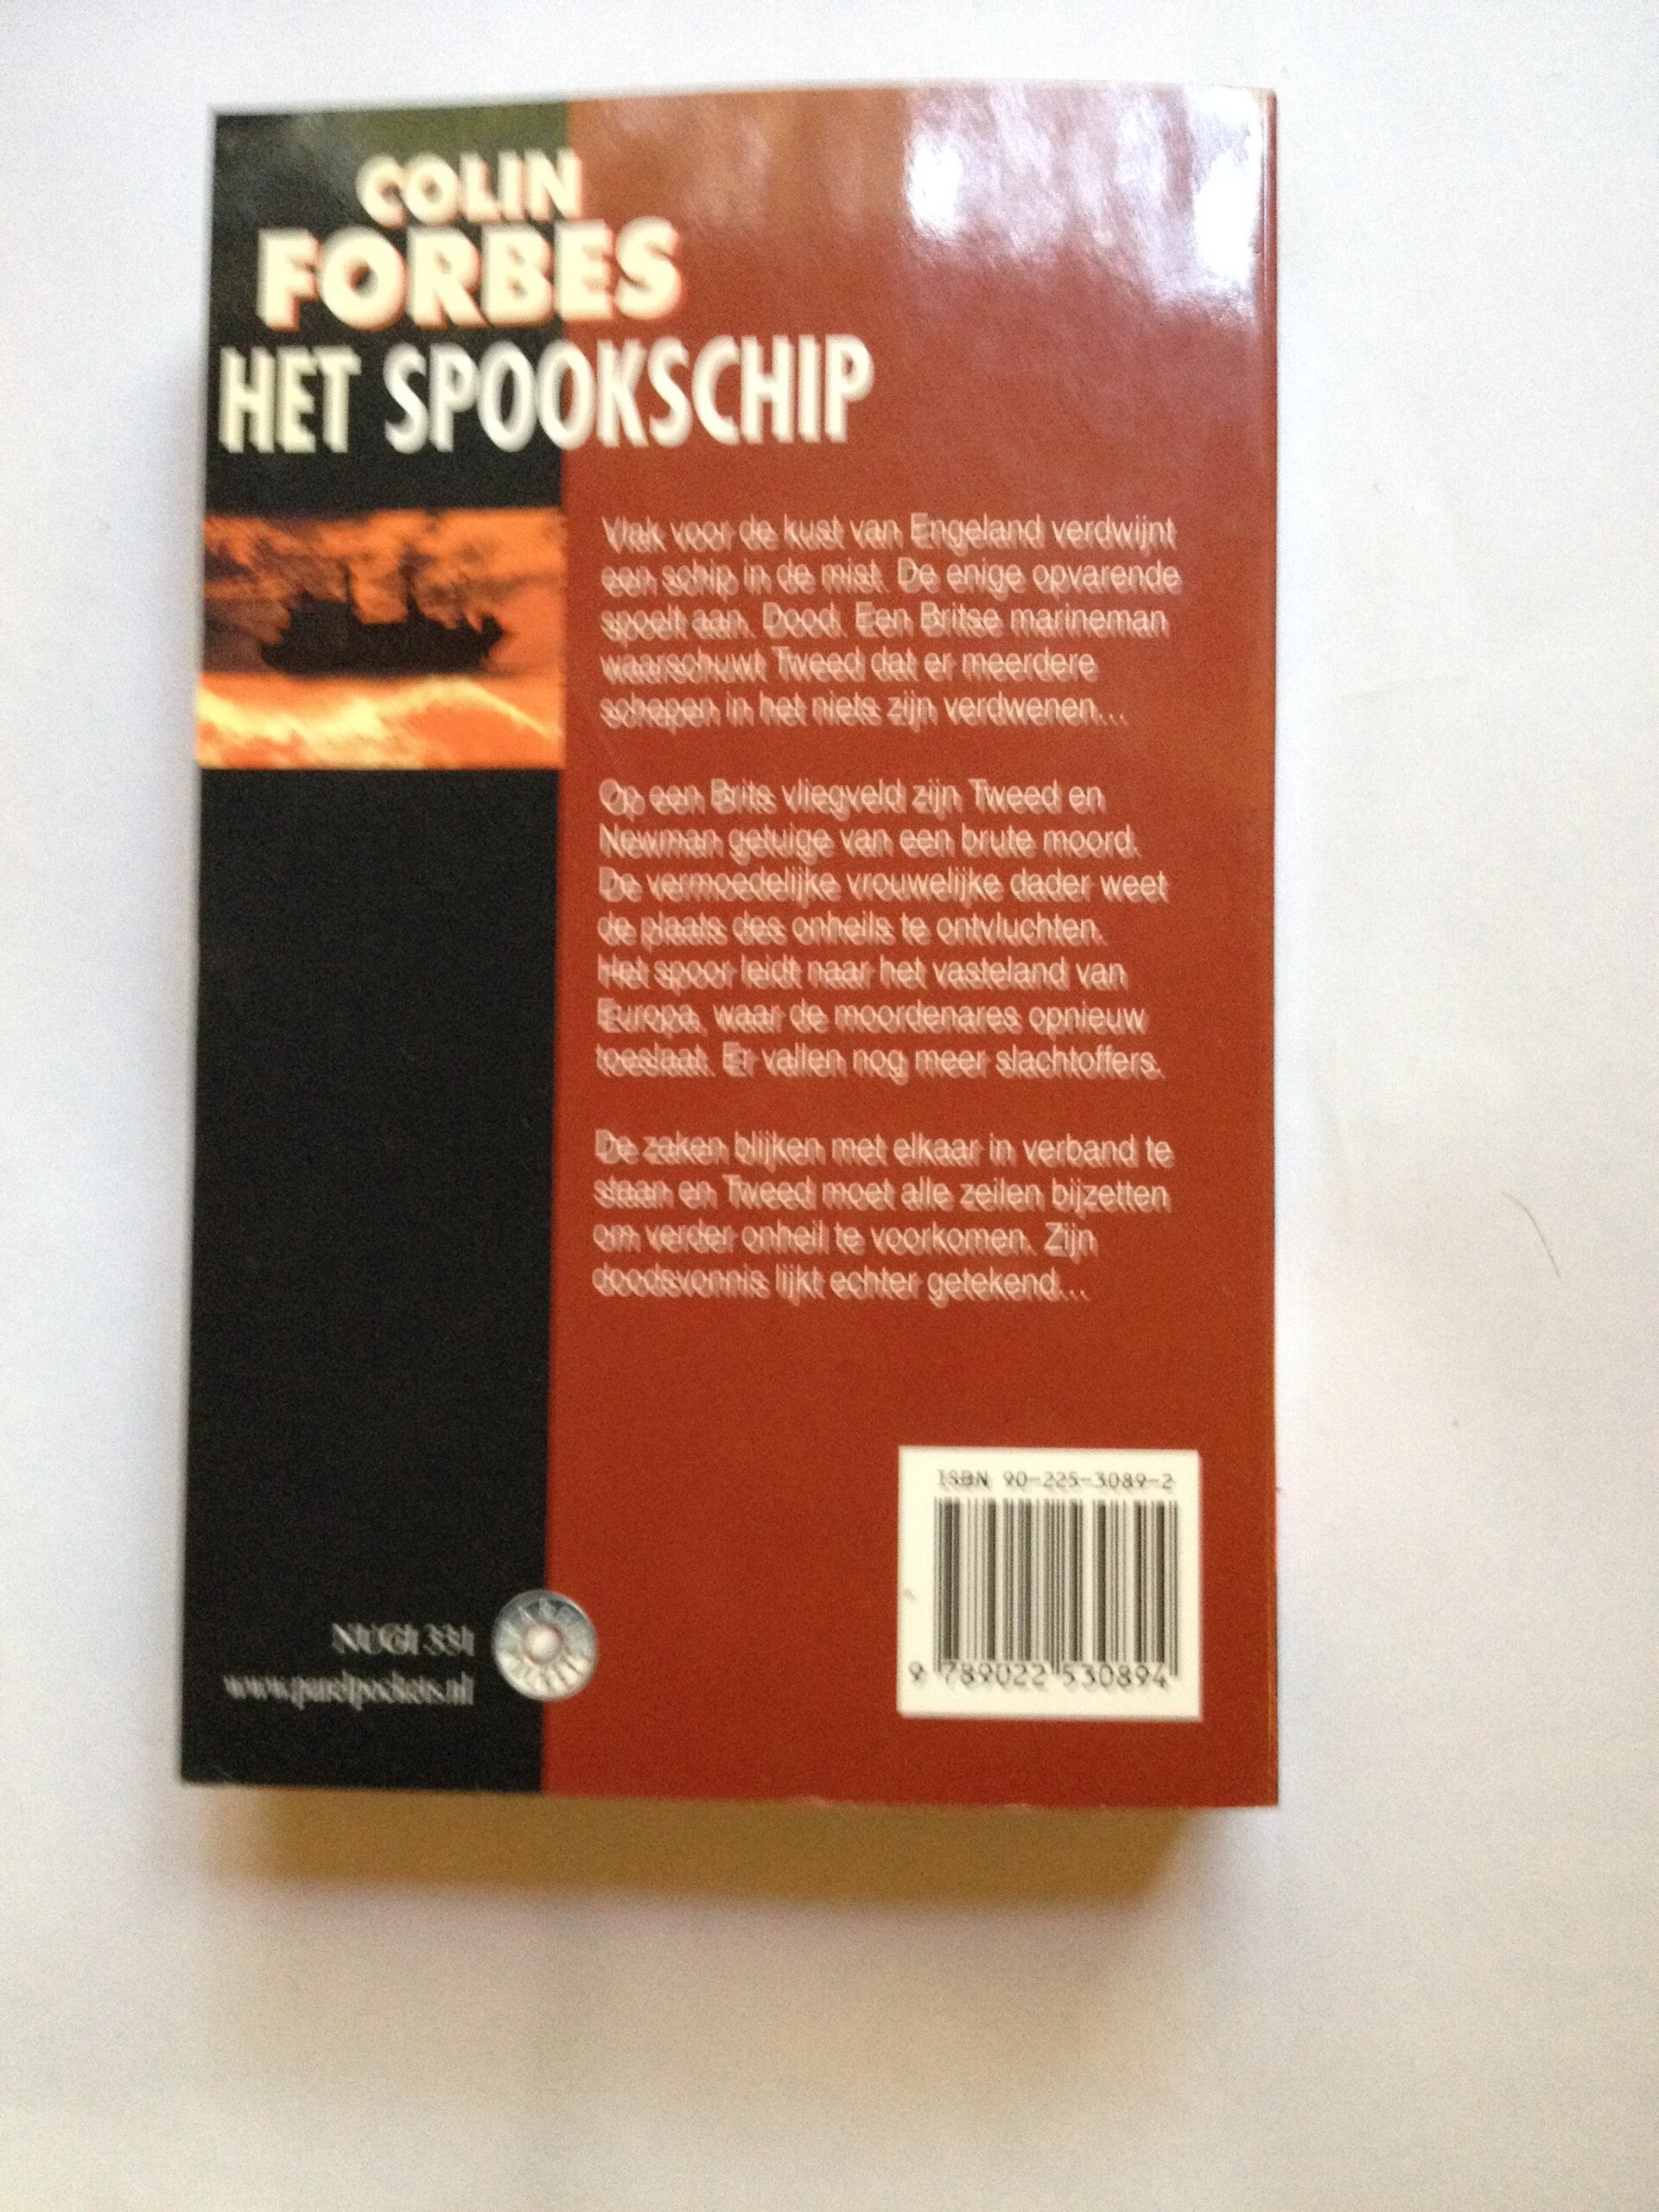 COLIN
FORBES
HET SPOOKSCHIP
Vlak voor de kust van Engeland verdwijnt
een schip in de mist. De enige opvarende
spoelt aan. Dood. Een Britse marineman
waarschuwt Tweed dat er meerdere
schepen in het niets zijn verdwenen...
Op een Brits vliegveld zijn Tweed en
Newman getuige van een brute moord.
De vermoedelijke vrouwelijke dader weet
de plaats des onheils te ontvluchten.
Het spoor leidt naar het vasteland van
Europa, waar de moordenares opnieuw
toeslaat. Er vallen nog meer slachtoffers.
De zaken blijken met elkaar in verband te
staan en Tweed moet alle zeilen bijzetten
om verder onheil te voorkomen. Zijn
doodsvonnis lijkt echter getekend...
ISBN 90-225-3089-2
9 789022 530894
NUGI 331
www.parelpockets.nl